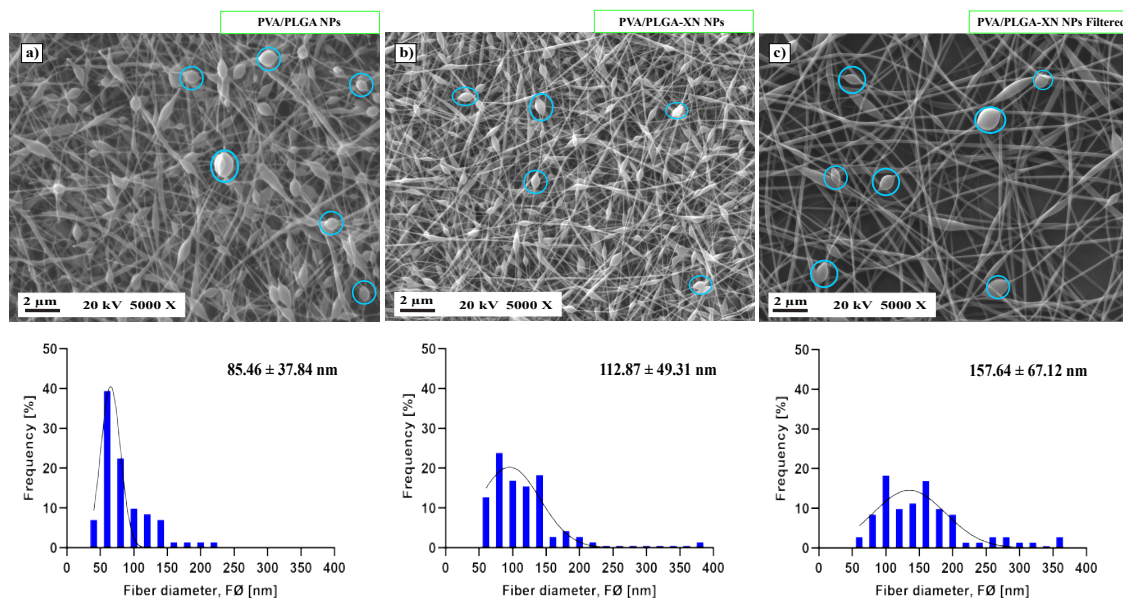 PVA/PLGA NPs
PVA/PLGA-XN NPs
PVA/PLGA-XN NPs Filtered
a)
b)
c)
2 µm
20 kV 5000 X
2 µm
20 kV 5000 X
2 µm
20 kV 5000 X
85.46 ± 37.84 nm
Frequency [%]
50
40
30
20
10
0
0 50 100 150 200 250 300 350 400
Fiber diameter, FØ [nm]
112.87 ± 49.31 nm
Frequency [%]
50
40
30
20
10
0
0 50 100 150 200 250 300 350 400
Fiber diameter, FØ [nm]
157.64 ± 67.12 nm
Frequency [%]
50
40
30
20
10
0
0 50 100 150 200 250 300 350 400
Fiber diameter, FØ [nm]